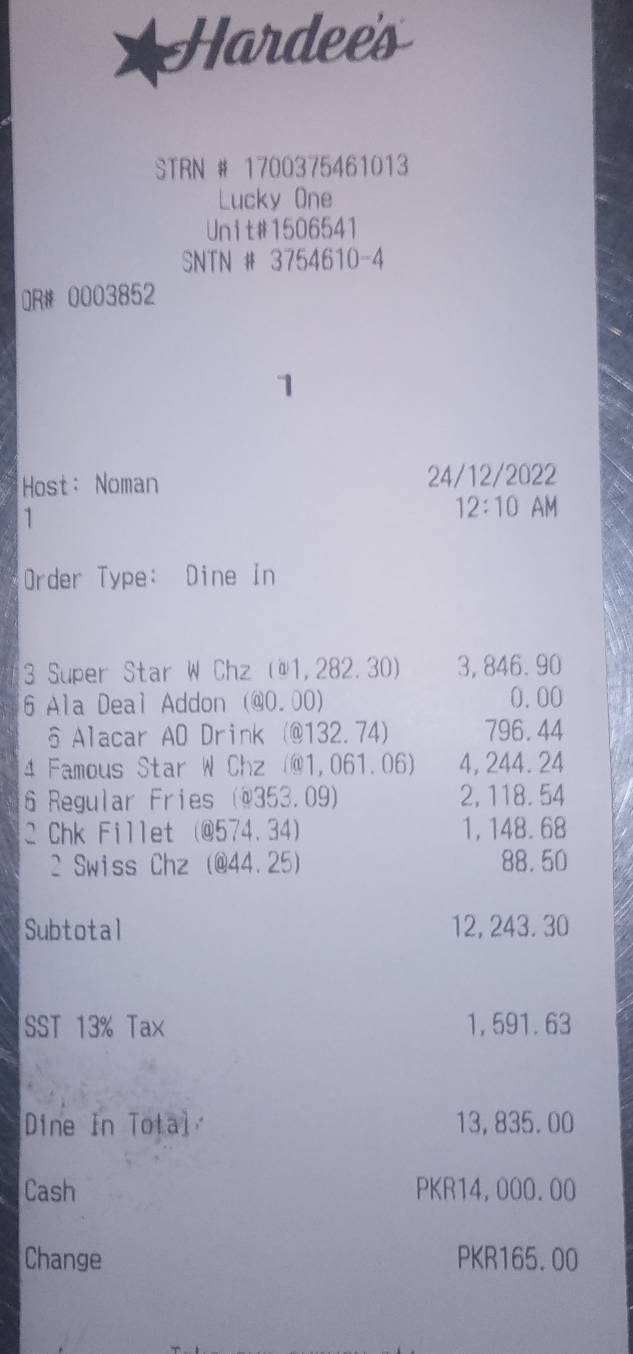 Hardee's
STRN # 1700375461013
Lucky One
Unit#1506541
SNTN # 3754610-4
OR# 0003852
1
Host: Noman 24/12/2022
1 12:10 AM
Order Type: Dine In
3 Super Star W Chz (@1,282.30) 3,846.90
6 Ala Deal Addon (@0.00) 0.00
6 Alacar AO Drink (@132.74) 796.44
4 Famous Star W Chz (@1,061.06) 4,244.24
6 Regular Fries (@353.09) 2,118.54
2 Chk Fillet (@574.34) 1,148.68
2 Swiss Chz (@44.25) 88.50
Subtotal 12,243.30
SST 13% Tax 1,591.63
Dine In Total 13,835.00
Cash PKR14,000.00
Change PKR165.00